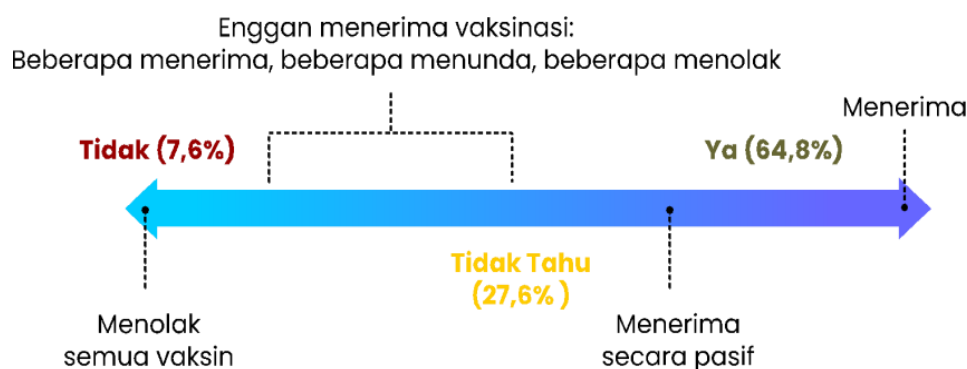 Enggan menerima vaksinasi:
Beberapa menerima, beberapa menunda, beberapa menolak
Menerima
Tidak (7,6%)
Ya (64,8%)
Tidak Tahu
(27,6% )
Menolak
semua vaksin
Menerima
secara pasif